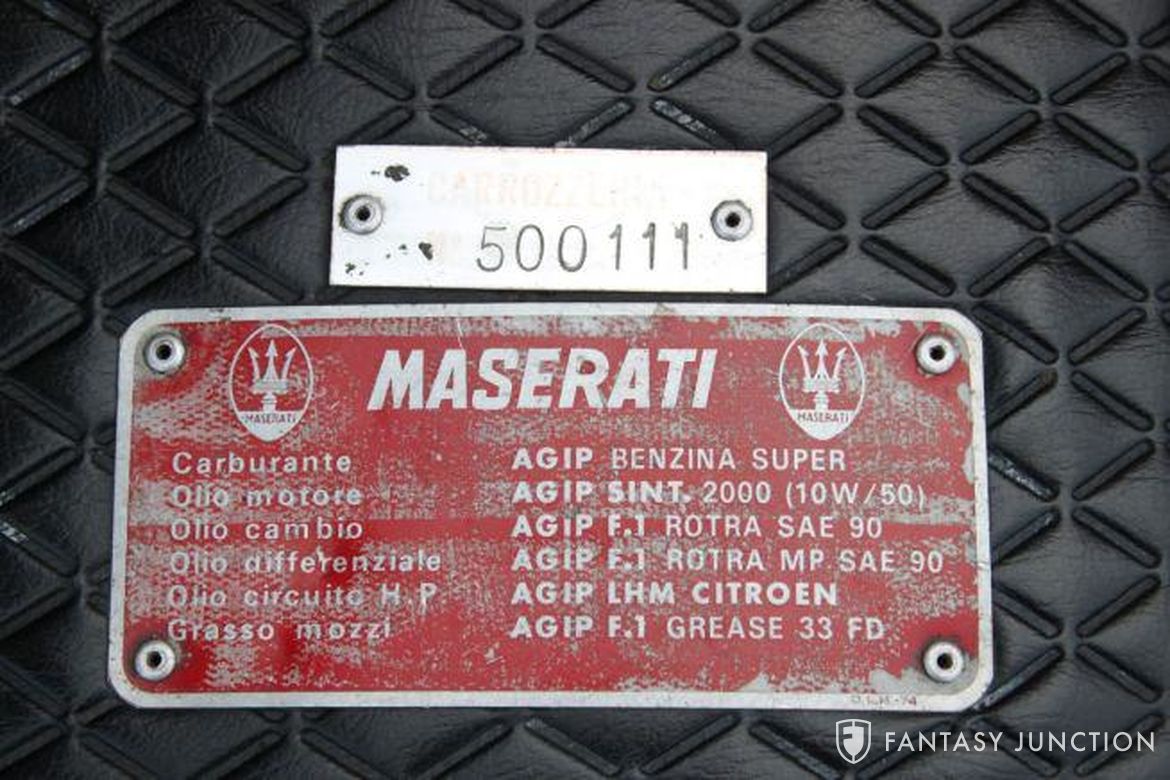 500111
MASERATI
MASERATI
MASERATI
Carburante AGIP BENZINA SUPER
Olio motore AGIP SINT. 2000 (10W/50)
Olio cambio AGIP F.1 ROTRA SAE 90
Olio differenziale AGIP F.1 ROTRA MP. SAE 90
Olio circuito H.P AGIP LHM CITROEN
Grasso mozzi AGIP F.1 GREASE 33 FD
FANTASY JUNCTION